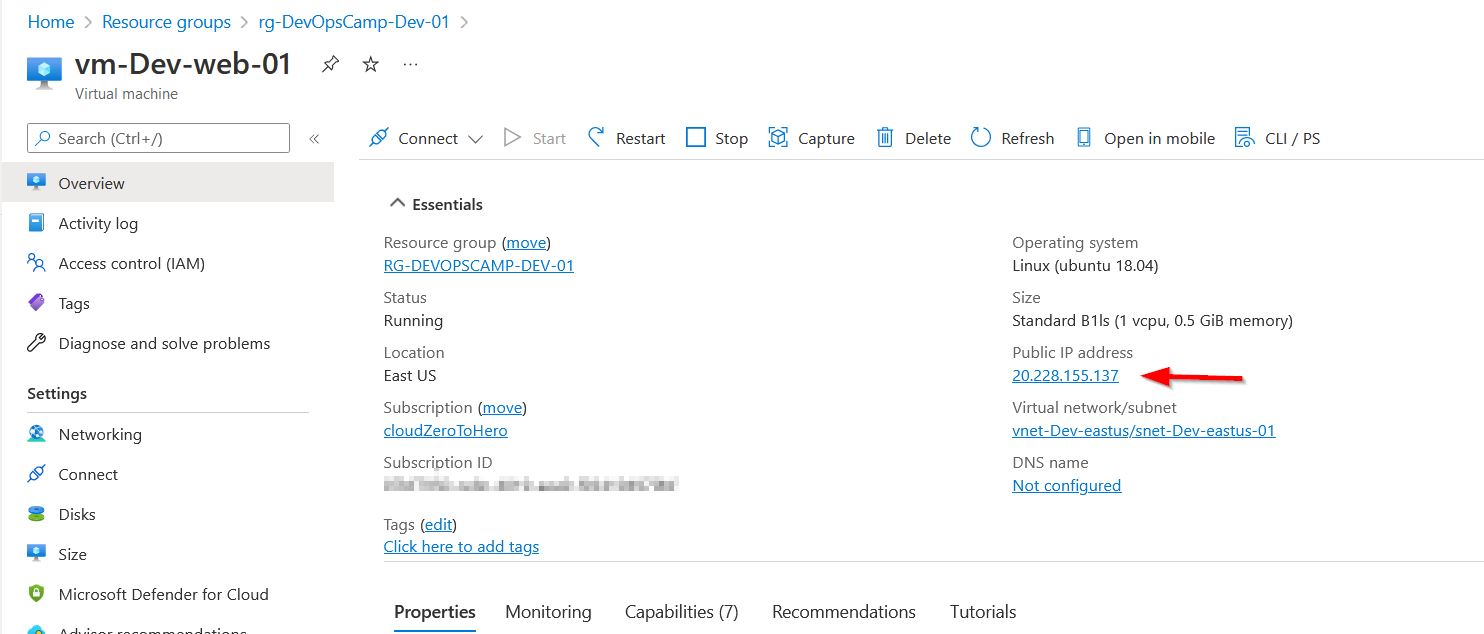 Home > Resource groups > rg-DevOpsCamp-Dev-01 >
vm-Dev-web-01
Virtual machine
Search (Ctrl+/)
«
Connect
Start
Restart
Stop
Capture
Delete
Refresh
Open in mobile
CLI / PS
Overview
Activity log
Access control (IAM)
Tags
Diagnose and solve problems
Settings
Networking
Connect
Disks
Size
Microsoft Defender for Cloud
Advisor recommendations
Essentials
Resource group (move)
RG-DEVOPSCAMP-DEV-01
Status
Running
Location
East US
Subscription (move)
cloudZeroToHero
Subscription ID
Tags (edit)
Click here to add tags
Operating system
Linux (ubuntu 18.04)
Size
Standard B1ls (1 vcpu, 0.5 GiB memory)
Public IP address
20.228.155.137
Virtual network/subnet
vnet-Dev-eastus/snet-Dev-eastus-01
DNS name
Not configured
Properties
Monitoring
Capabilities (7)
Recommendations
Tutorials